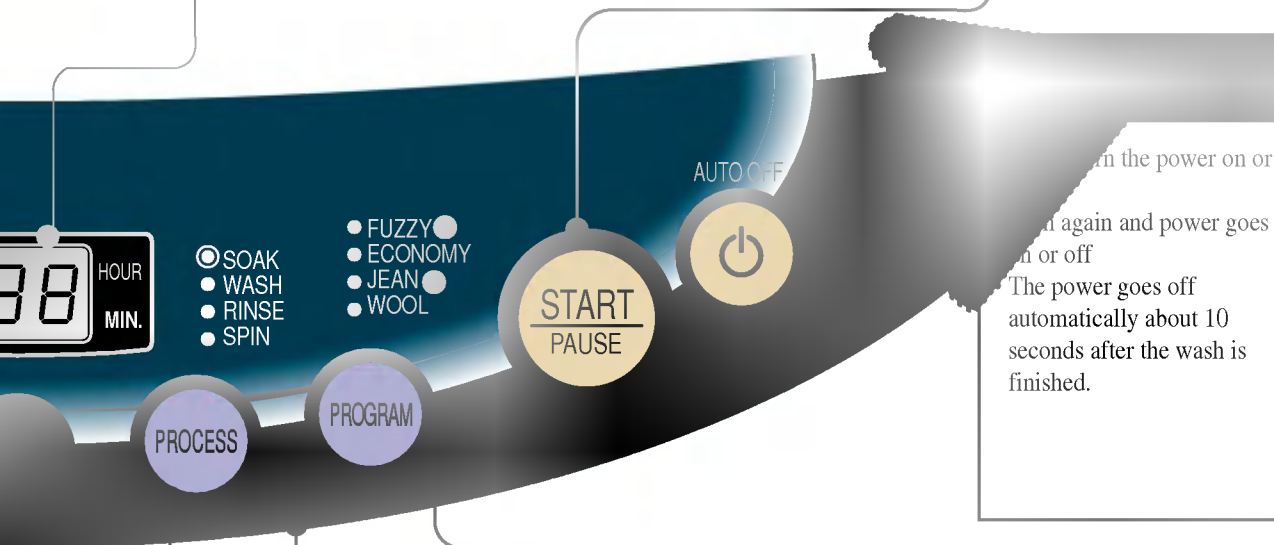 AUTO OFF
FUZZY
ECONOMY
JEAN
WOOL
SOAK
WASH
RINSE
SPIN
HOUR
MIN.
38
START
PAUSE
PROGRAM
PROCESS
the power on or
again and power goes
or off
The power goes off
automatically about 10
seconds after the wash is
finished.